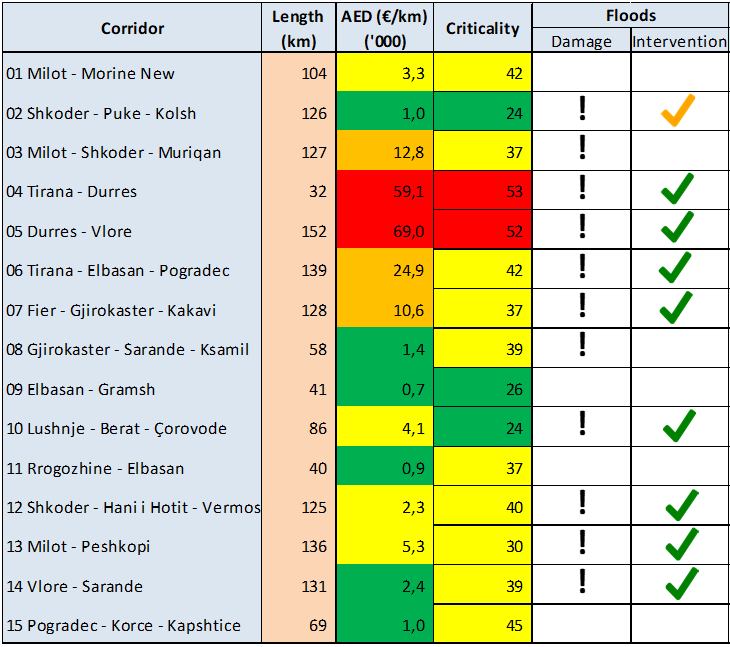 Corridor Length (km) AED (€/km) ('000) Criticality Floods
Damage Intervention
01 Milot - Morine New 104 3,3 42
02 Shkoder - Puke - Kolsh 126 1,0 24 ! ✓
03 Milot - Shkoder - Muriqan 127 12,8 37 !
04 Tirana - Durres 32 59,1 53 ! ✓
05 Durres - Vlore 152 69,0 52 ! ✓
06 Tirana - Elbasan - Pogradec 139 24,9 42 ! ✓
07 Fier - Gjirokaster - Kakavi 128 10,6 37 ! ✓
08 Gjirokaster - Sarande - Ksamil 58 1,4 39 !
09 Elbasan - Gramsh 41 0,7 26
10 Lushnje - Berat - Çorovode 86 4,1 24 ! ✓
11 Rrogozhine - Elbasan 40 0,9 37
12 Shkoder - Hani i Hotit - Vermos 125 2,3 40 ! ✓
13 Milot - Peshkopi 136 5,3 30 ! ✓
14 Vlore - Sarande 131 2,4 39 ! ✓
15 Pogradec - Korce - Kapshtice 69 1,0 45